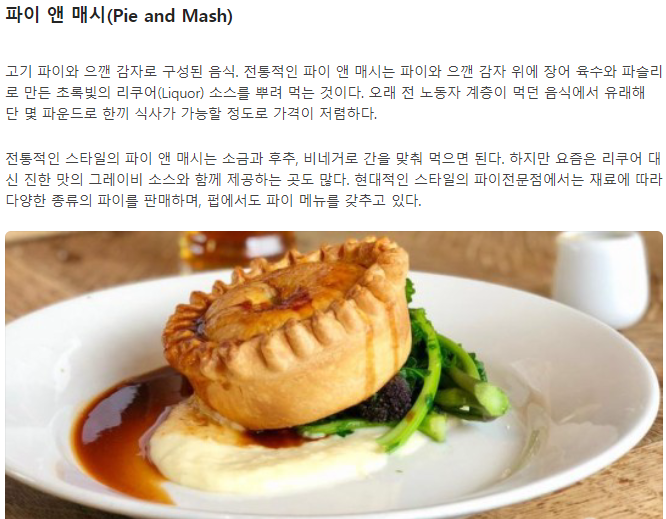 파이 앤 매시(Pie and Mash)
고기 파이와 으깬 감자로 구성된 음식. 전통적인 파이 앤 매시는 파이와 으깬 감자 위에 장어 육수와 파슬리
로 만든 초록빛의 리쿠어(Liquor) 소스를 뿌려 먹는 것이다. 오래 전 노동자 계층이 먹던 음식에서 유래해
단 몇 파운드로 한끼 식사가 가능할 정도로 가격이 저렴하다.
전통적인 스타일의 파이 앤 매시는 소금과 후추, 비네거로 간을 맞춰 먹으면 된다. 하지만 요즘은 리쿠어 대
신 진한 맛의 그레이비 소스와 함께 제공하는 곳도 많다. 현대적인 스타일의 파이전문점에서는 재료에 따라
다양한 종류의 파이를 판매하며, 펍에서도 파이 메뉴를 갖추고 있다.